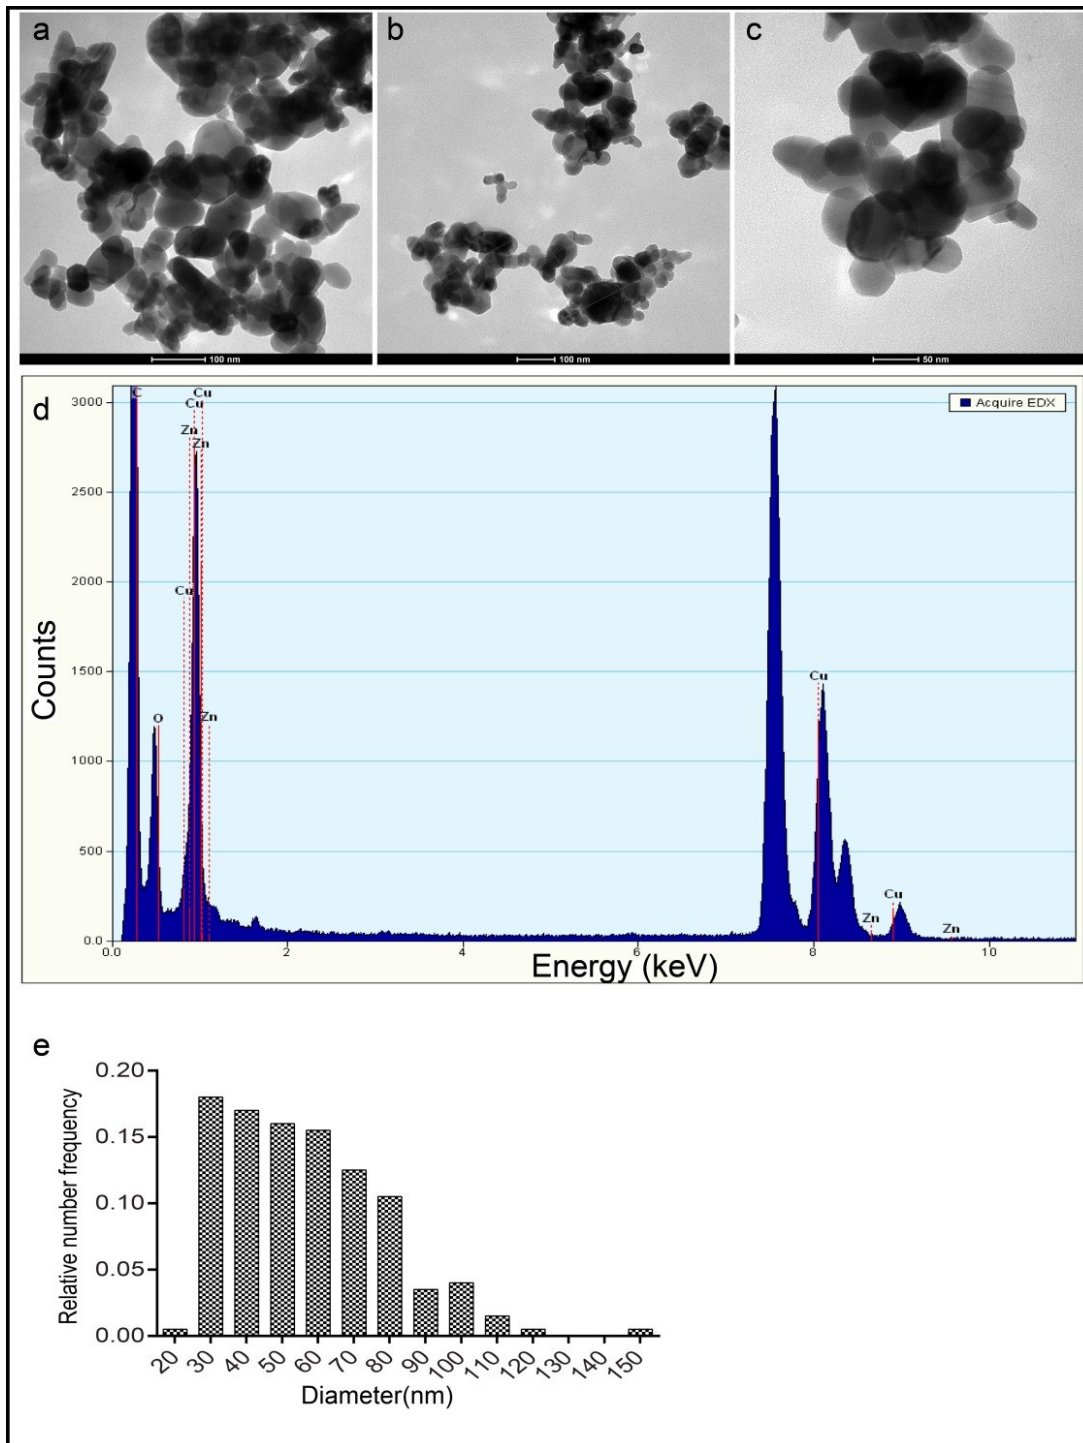 a
b
c
100 nm
100 nm
50 nm
d
Acquire EDX
C
Cu
Cu
Zn
Zn
Cu
O
Zn
Cu
Zn
Cu
Zn
3000
2500
2000
1500
1000
500
0.0
Counts
0.0 2 4 6 8 10
Energy (keV)
e
Relative number frequency
0.20
0.15
0.10
0.05
0.00
20 30 40 50 60 70 80 90 100 110 120 130 140 150
Diameter(nm)